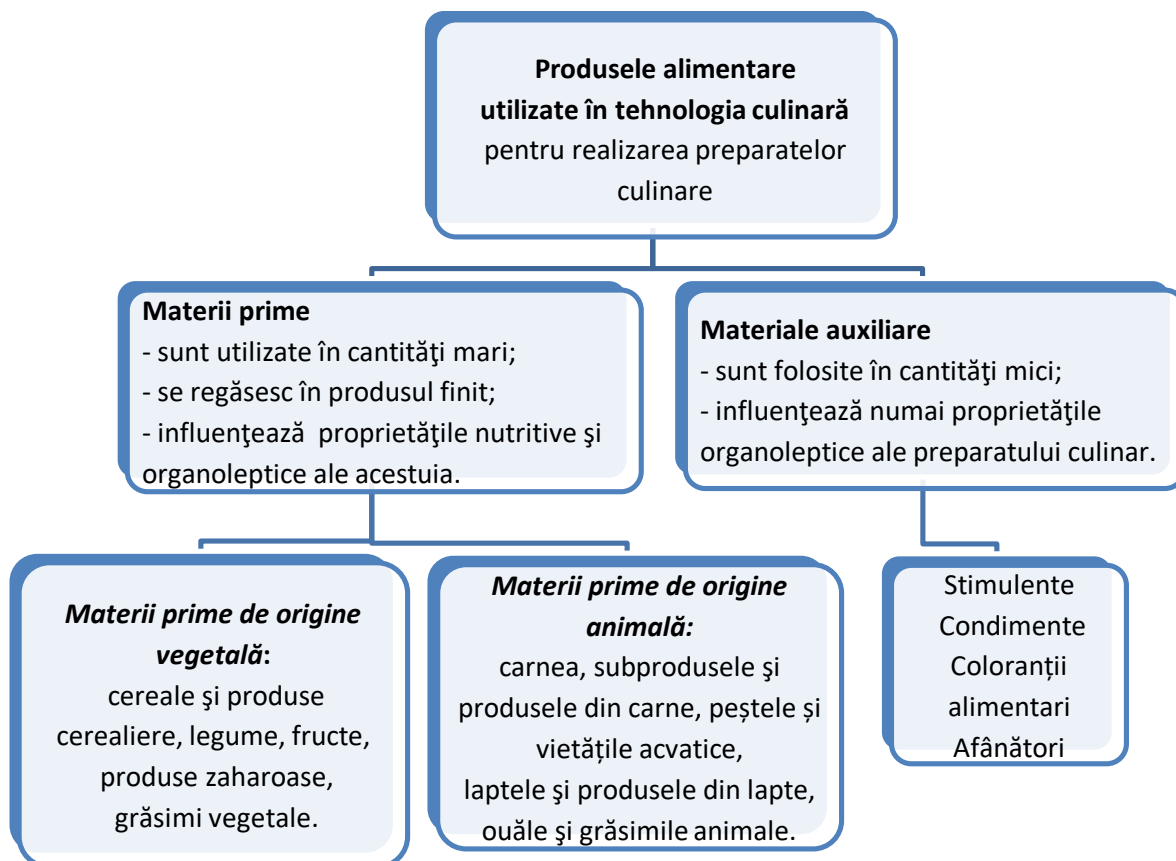 Produsele alimentare
utilizate în tehnologia culinară
pentru realizarea preparatelor
culinare
Materii prime
- sunt utilizate în cantităţi mari;
- se regăsesc în produsul finit;
- influenţează proprietăţile nutritive şi
organoleptice ale acestuia.
Materiale auxiliare
- sunt folosite în cantităţi mici;
- influenţează numai proprietăţile
organoleptice ale preparatului culinar.
Materii prime de origine
vegetală:
cereale şi produse
cerealiere, legume, fructe,
produse zaharoase,
grăsimi vegetale.
Materii prime de origine
animală:
carnea, subprodusele şi
produsele din carne, peștele și
vietățile acvatice,
laptele şi produsele din lapte,
ouăle şi grăsimile animale.
Stimulente
Condimente
Coloranții
alimentari
Afânători